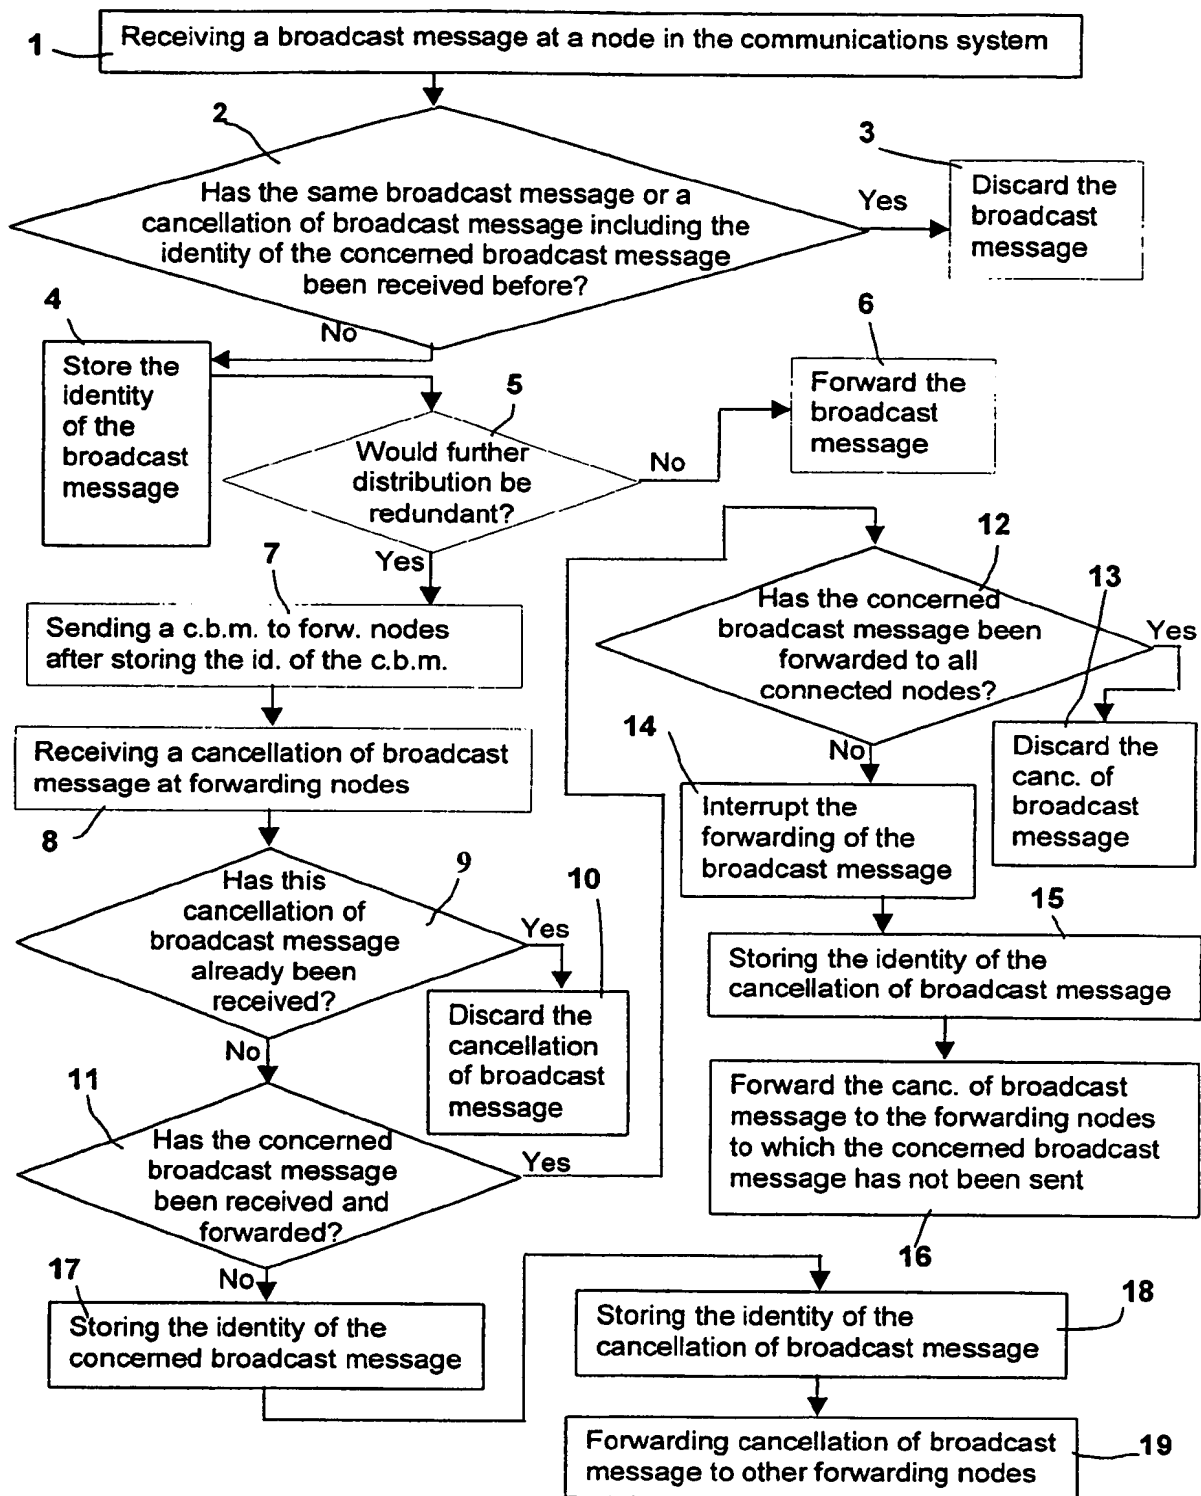 1
Receiving a broadcast message at a node in the communications system
2
Has the same broadcast message or a
cancellation of broadcast message including the
identity of the concerned broadcast message
been received before?
Yes
3
Discard the
broadcast
message
No
4
Store the
identity
of the
broadcast
message
5
Would further
distribution be
redundant?
No
6
Forward the
broadcast
message
Yes
7
Sending a c.b.m. to forw. nodes
after storing the id. of the c.b.m.
Receiving a cancellation of broadcast
message at forwarding nodes
8
9
Has this
cancellation of
broadcast message
already been
received?
Yes
10
Discard the
cancellation
of broadcast
message
No
11
Has the concerned
broadcast message
been received and
forwarded?
Yes
12
Has the concerned
broadcast message been
forwarded to all
connected nodes?
Yes
13
Discard the
canc. of
broadcast
message
No
14
Interrupt the
forwarding of the
broadcast message
15
Storing the identity of the
cancellation of broadcast message
Forward the canc. of broadcast
message to the forwarding nodes
to which the concerned broadcast
message has not been sent
16
No
17
Storing the identity of the
concerned broadcast message
18
Storing the identity of the
cancellation of broadcast message
Forwarding cancellation of broadcast
message to other forwarding nodes
19